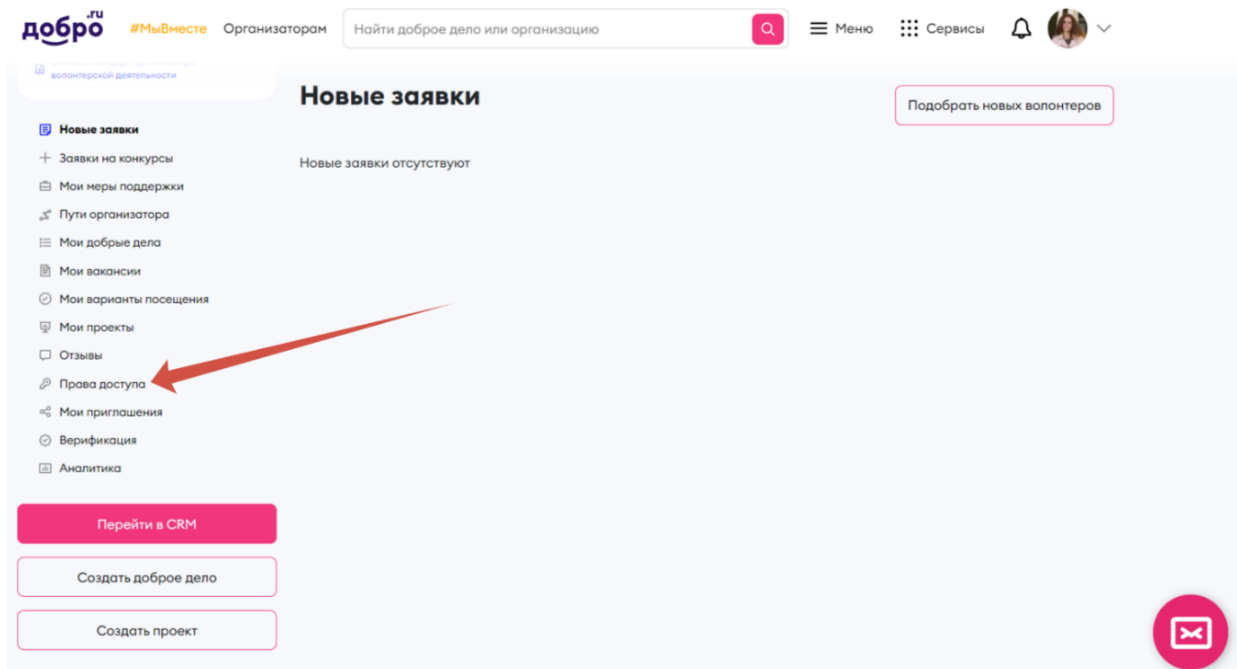 добро.ru
#МыВместе
Организаторам
Найти доброе дело или организацию
Меню
Сервисы
волонтерской деятельности
Новые заявки
Подобрать новых волонтеров
Новые заявки отсутствуют
Новые заявки
Заявки на конкурсы
Мои меры поддержки
Пути организатора
Мои добрые дела
Мои вакансии
Мои варианты посещения
Мои проекты
Отзывы
Права доступа
Мои приглашения
Верификация
Аналитика
Перейти в CRM
Создать доброе дело
Создать проект